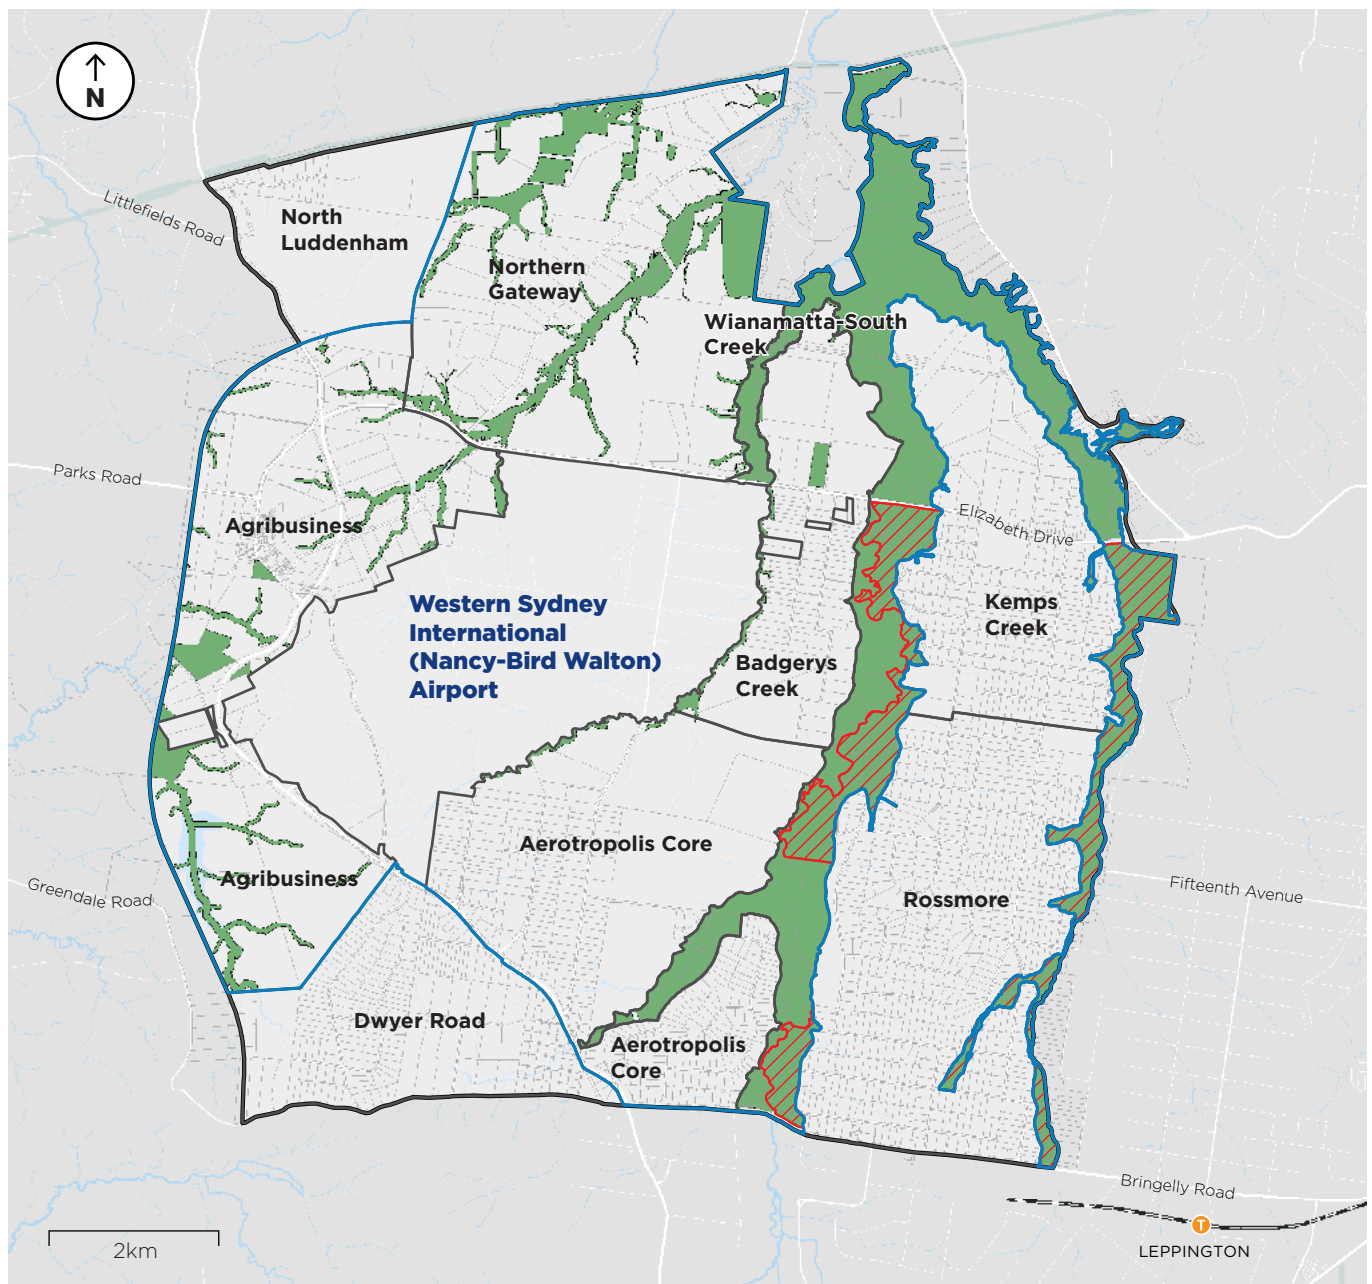 N
Littlefields Road
North
Luddenham
Northern
Gateway
Wianamatta-South
Creek
Parks Road
Agribusiness
Elizabeth Drive
Western Sydney
International
(Nancy-Bird Walton)
Airport
Kemps
Creek
Badgerys
Creek
Aerotropolis Core
Agribusiness
Greendale Road
Rossmore
Fifteenth Avenue
Dwyer Road
Aerotropolis
Core
Bringelly Road
T
LEPPINGTON
2km